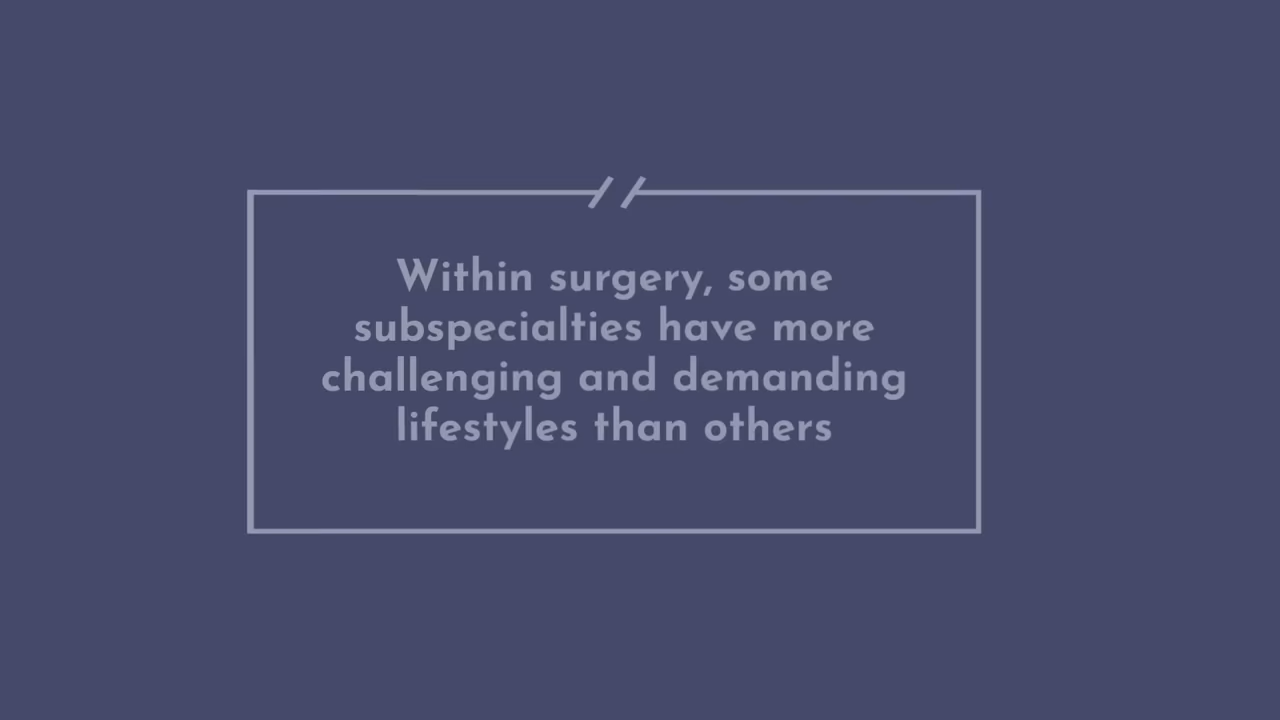 Within surgery, some
subspecialties have more
challenging and demanding
lifestyles than others